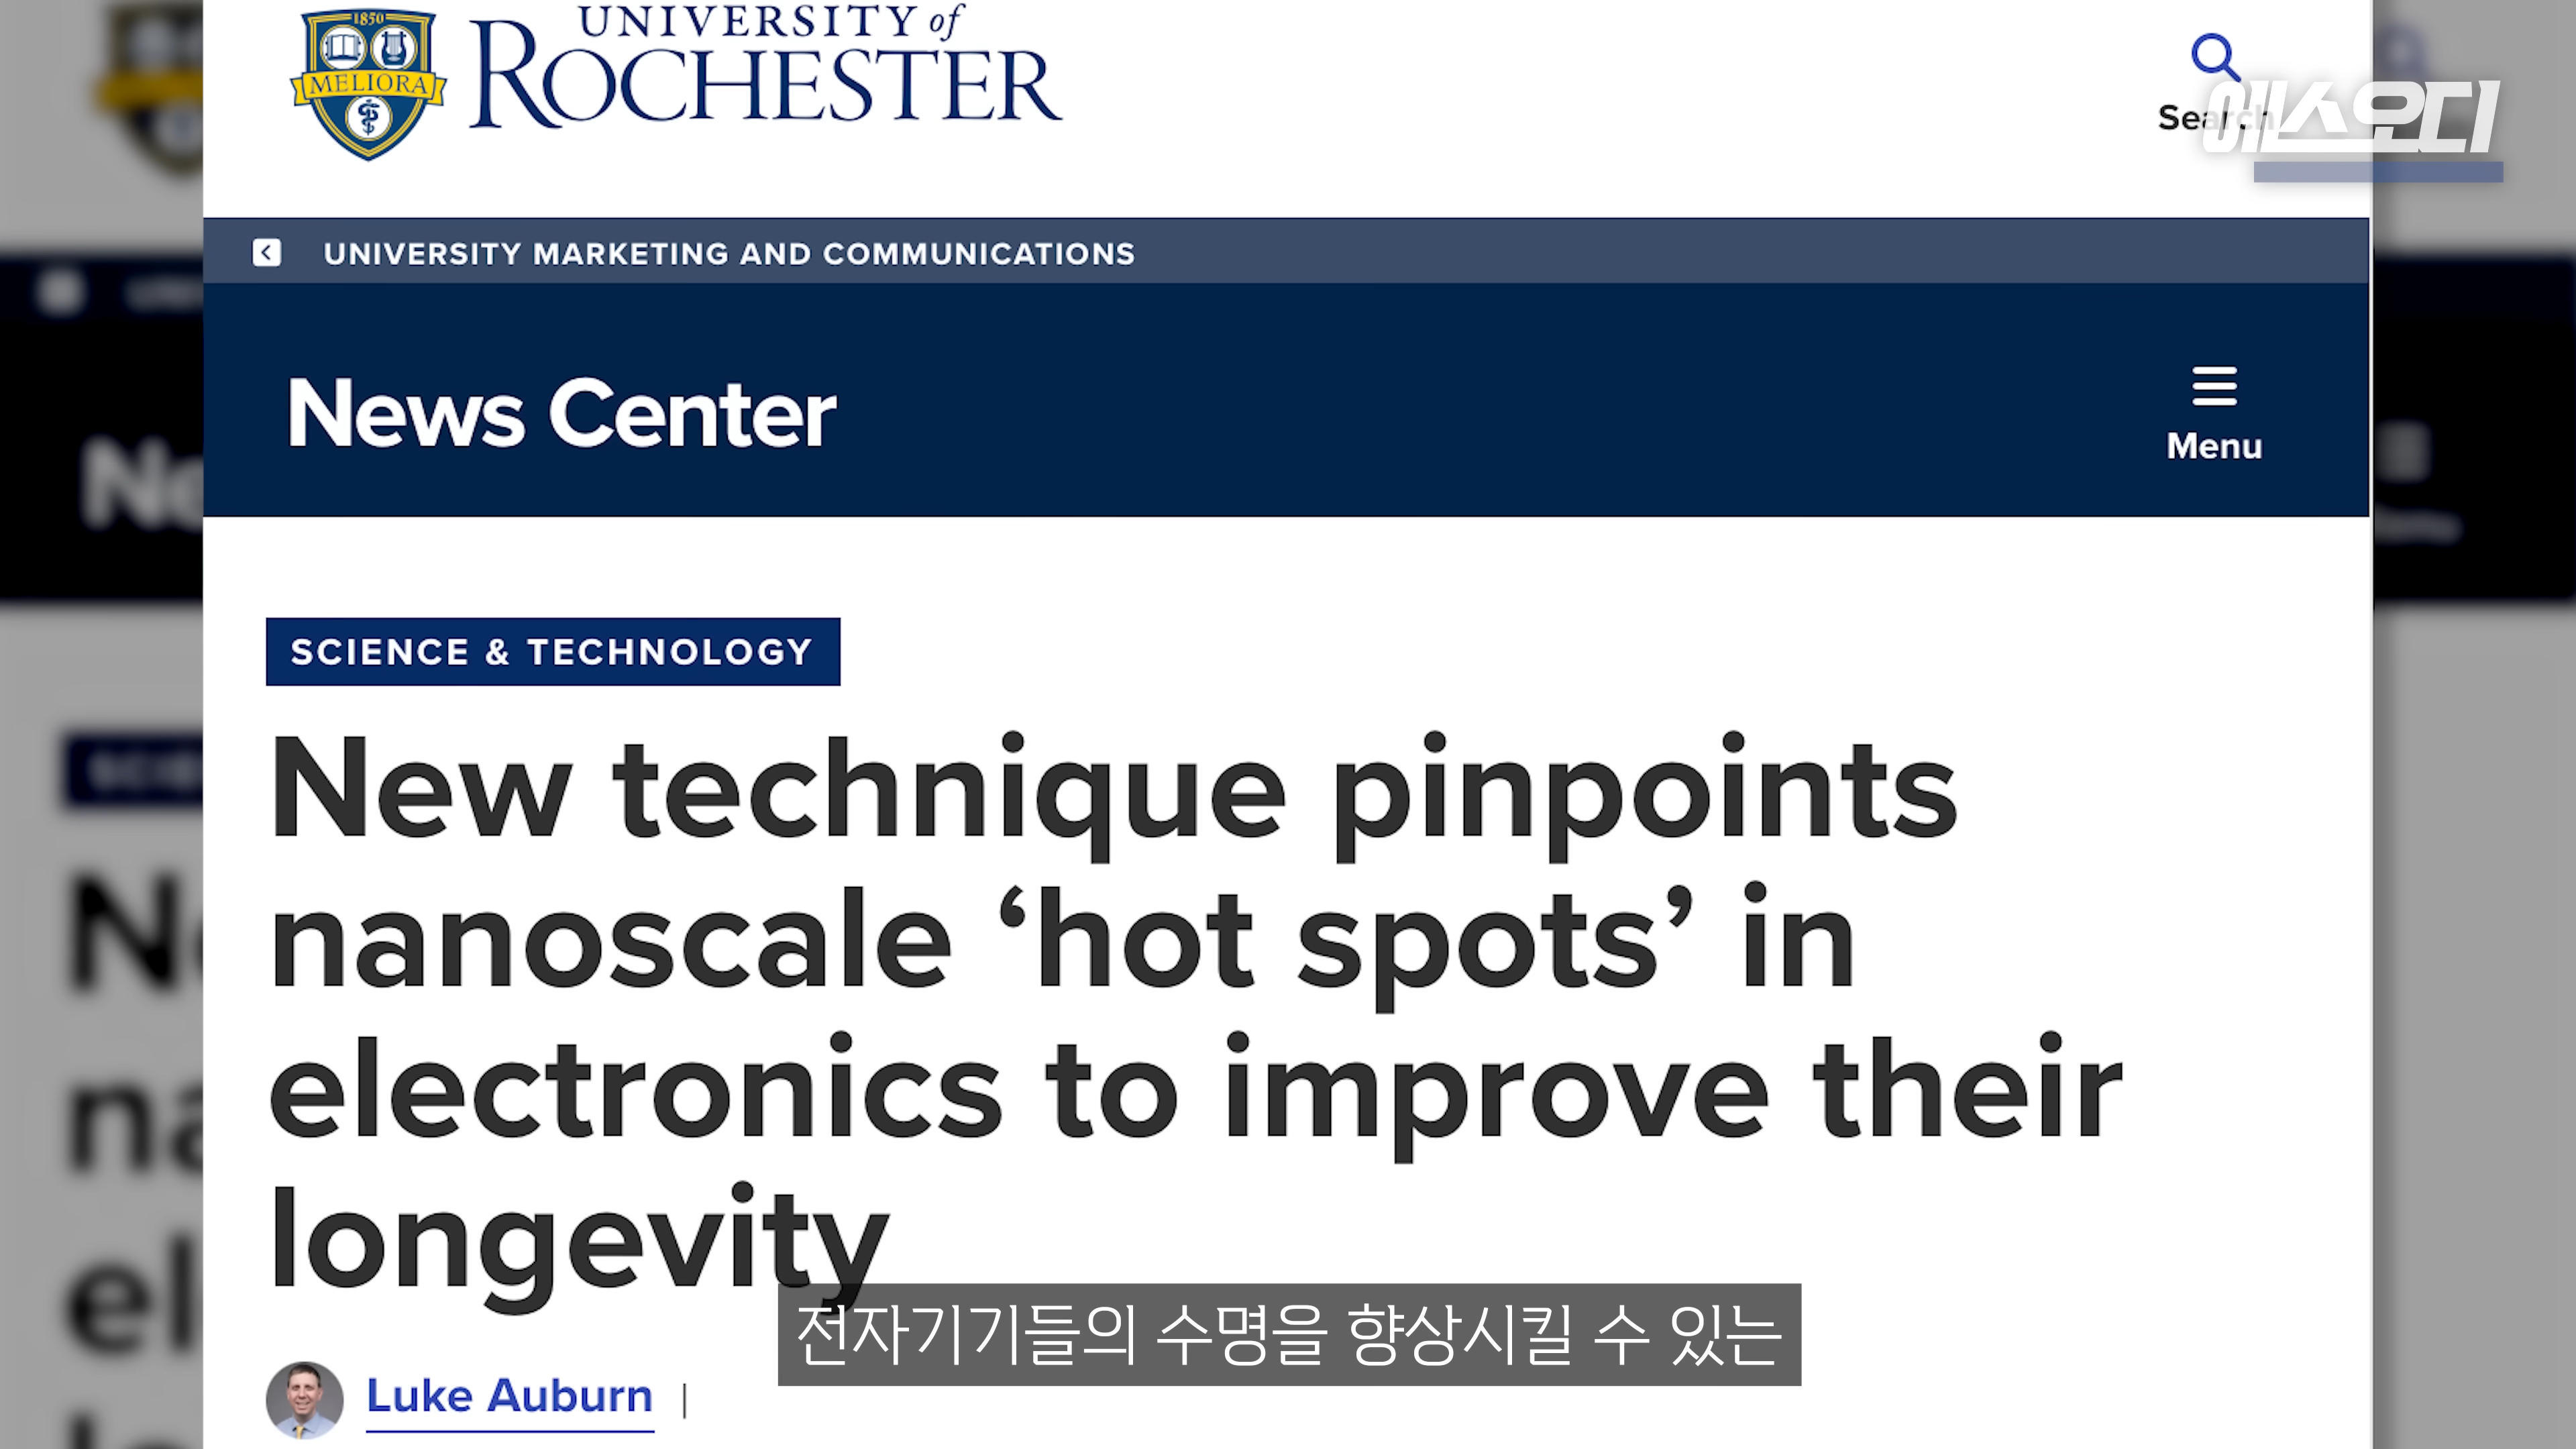 1850
MELIORA
UNIVERSITY of
ROCHESTER
Search
에스오디
UNIVERSITY MARKETING AND COMMUNICATIONS
News Center
Menu
SCIENCE & TECHNOLOGY
New technique pinpoints
nanoscale ‘hot spots’ in
electronics to improve their
longevity
전자기기들의 수명을 향상시킬 수 있는
Luke Auburn |